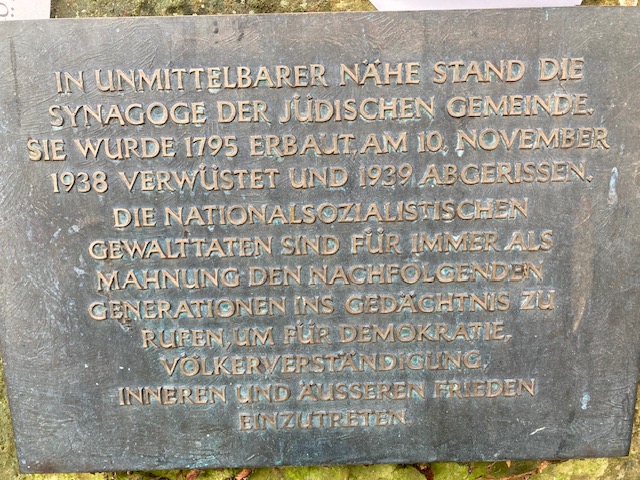 IN UNMITTELBARER NÄHE STAND DIE
SYNAGOGE DER JÜDISCHEN GEMEINDE.
SIE WURDE 1795 ERBAUT, AM 10. NOVEMBER
1938 VERWÜSTET UND 1939 ABGERISSEN.
DIE NATIONALSOZIALISTISCHEN
GEWALTTATEN SIND FÜR IMMER ALS
MAHNUNG DEN NACHFOLGENDEN
GENERATIONEN INS GEDÄCHTNIS ZU
RUFEN, UM FÜR DEMOKRATIE,
VÖLKERVERSTÄNDIGUNG,
INNEREN UND ÄUSSEREN FRIEDEN
EINZUTRETEN